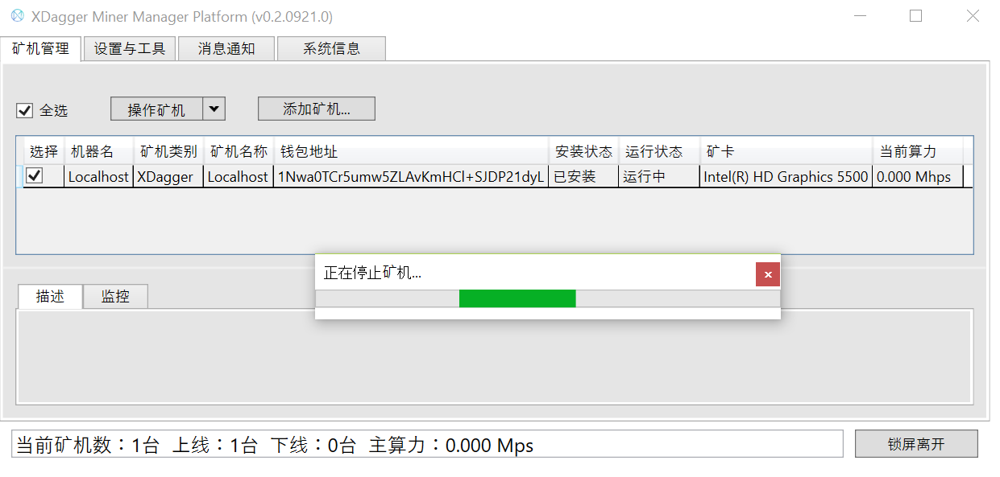 XDagger Miner Manager Platform (v0.2.0921.0)
矿机管理 设置与工具 消息通知 系统信息
全选 操作矿机 添加矿机...
选择 机器名 矿机类别 矿机名称 钱包地址 安装状态 运行状态 矿卡 当前算力
Localhost XDagger Localhost 1Nwa0TCr5umw5ZLAvKmHCl+SJDP21dyL 已安装 运行中 Intel(R) HD Graphics 5500 0.000 Mhps
正在停止矿机...
描述 监控
当前矿机数：1台 上线：1台 下线：0台 主算力：0.000 Mps 锁屏离开